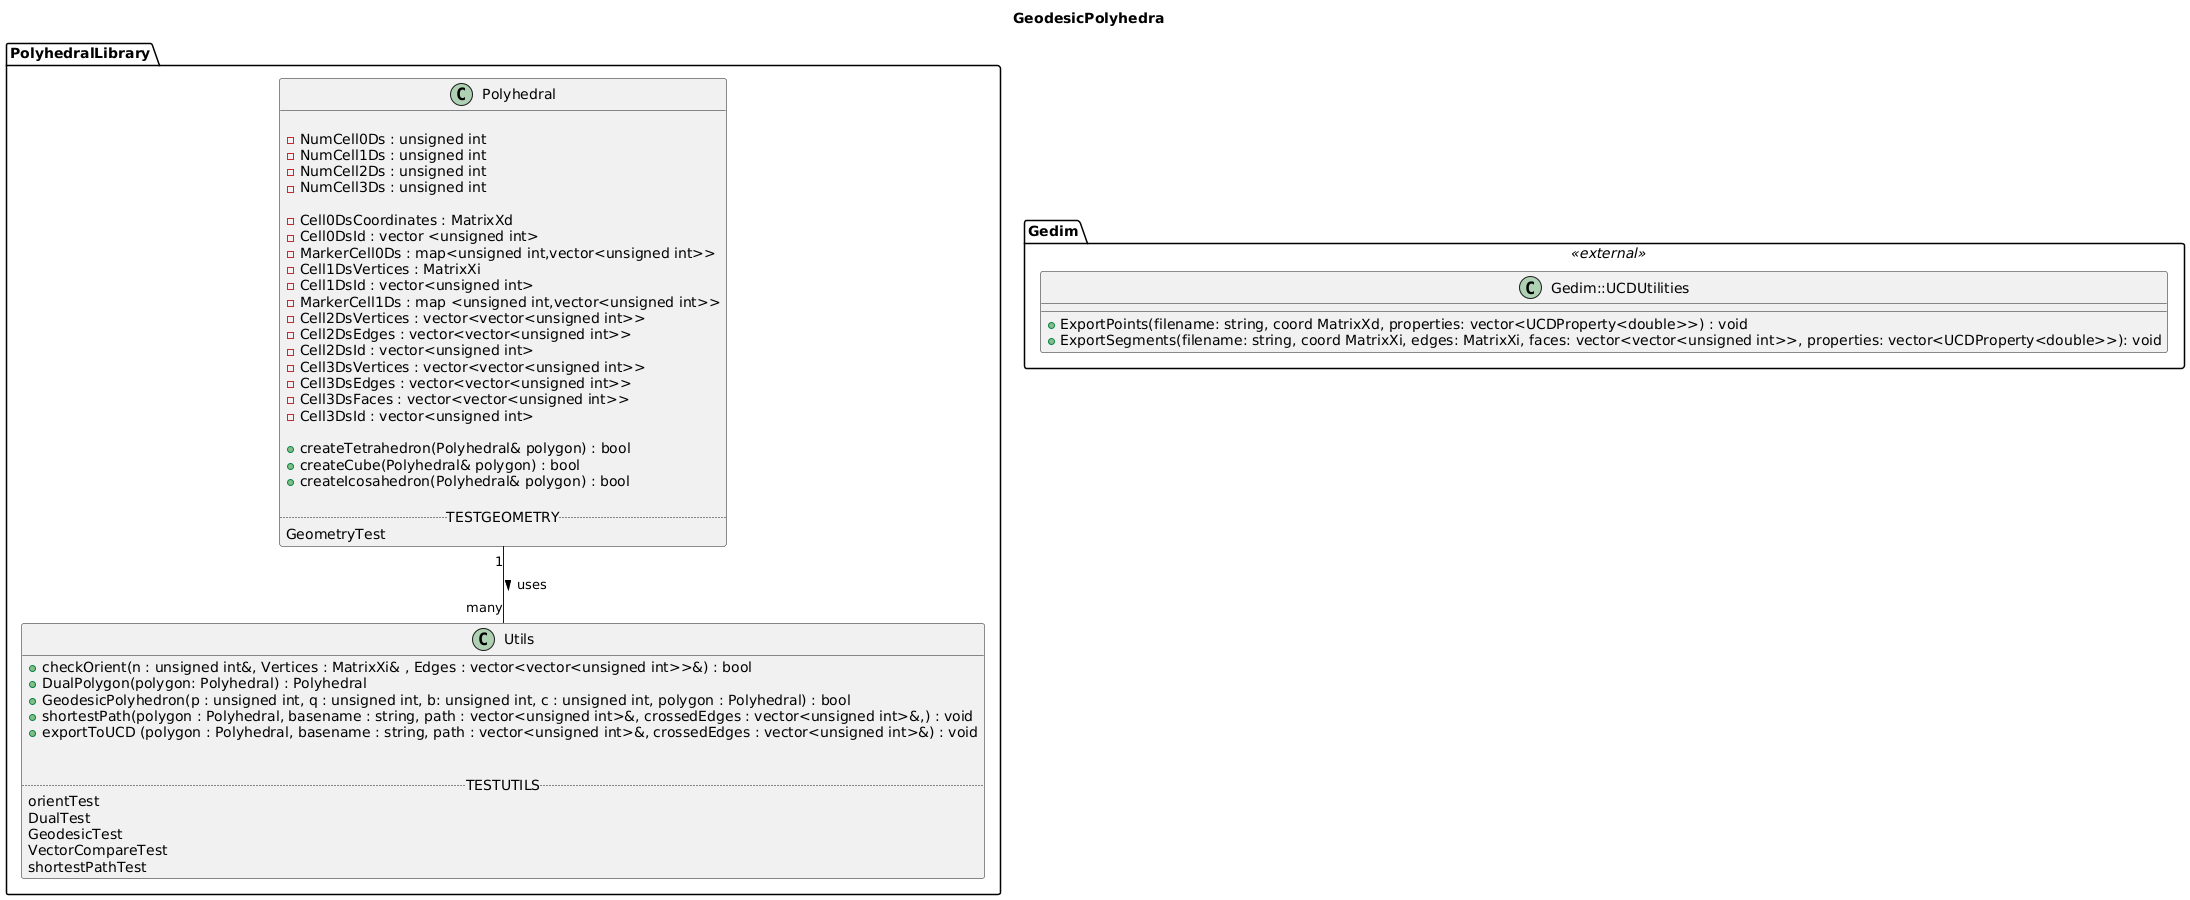 GeodesicPolyhedra
PolyhedralLibrary
C Polyhedral
NumCell0Ds : unsigned int
NumCell1Ds : unsigned int
NumCell2Ds : unsigned int
NumCell3Ds : unsigned int
Cell0DsCoordinates : MatrixXd
Cell0DsId : vector <unsigned int>
MarkerCell0Ds : map<unsigned int,vector<unsigned int>>
Cell1DsVertices : MatrixXi
Cell1DsId : vector<unsigned int>
MarkerCell1Ds : map <unsigned int,vector<unsigned int>>
Cell2DsVertices : vector<vector<unsigned int>>
Cell2DsEdges : vector<vector<unsigned int>>
Cell2DsId : vector<unsigned int>
Cell3DsVertices : vector<vector<unsigned int>>
Cell3DsEdges : vector<vector<unsigned int>>
Cell3DsFaces : vector<vector<unsigned int>>
Cell3DsId : vector<unsigned int>
createTetrahedron(Polyhedral& polygon) : bool
createCube(Polyhedral& polygon) : bool
createIcosahedron(Polyhedral& polygon) : bool
TESTGEOMETRY
GeometryTest
1
uses
many
C Utils
checkOrient(n : unsigned int&, Vertices : MatrixXi& , Edges : vector<vector<unsigned int>>&) : bool
DualPolygon(polygon: Polyhedral) : Polyhedral
GeodesicPolyhedron(p : unsigned int, q : unsigned int, b: unsigned int, c : unsigned int, polygon : Polyhedral) : bool
shortestPath(polygon : Polyhedral, basename : string, path : vector<unsigned int>&, crossedEdges : vector<unsigned int>&,) : void
exportToUCD (polygon : Polyhedral, basename : string, path : vector<unsigned int>&, crossedEdges : vector<unsigned int>&) : void
TESTUTILS
orientTest
DualTest
GeodesicTest
VectorCompareTest
shortestPathTest
Gedim
«external»
C Gedim::UCDUtilities
ExportPoints(filename: string, coord MatrixXd, properties: vector<UCDProperty<double>>) : void
ExportSegments(filename: string, coord MatrixXi, edges: MatrixXi, faces: vector<vector<unsigned int>>, properties: vector<UCDProperty<double>>): void